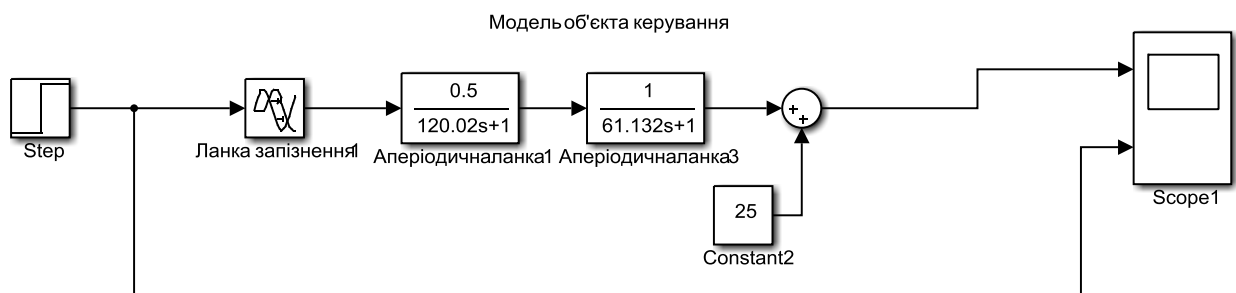 Модель об'єкта керування
Step
Ланка запізнення1
0.5
120.02s+1
Аперіодичналанка1
1
61.132s+1
Аперіодичналанка3
+
+
25
Constant2
Scope1